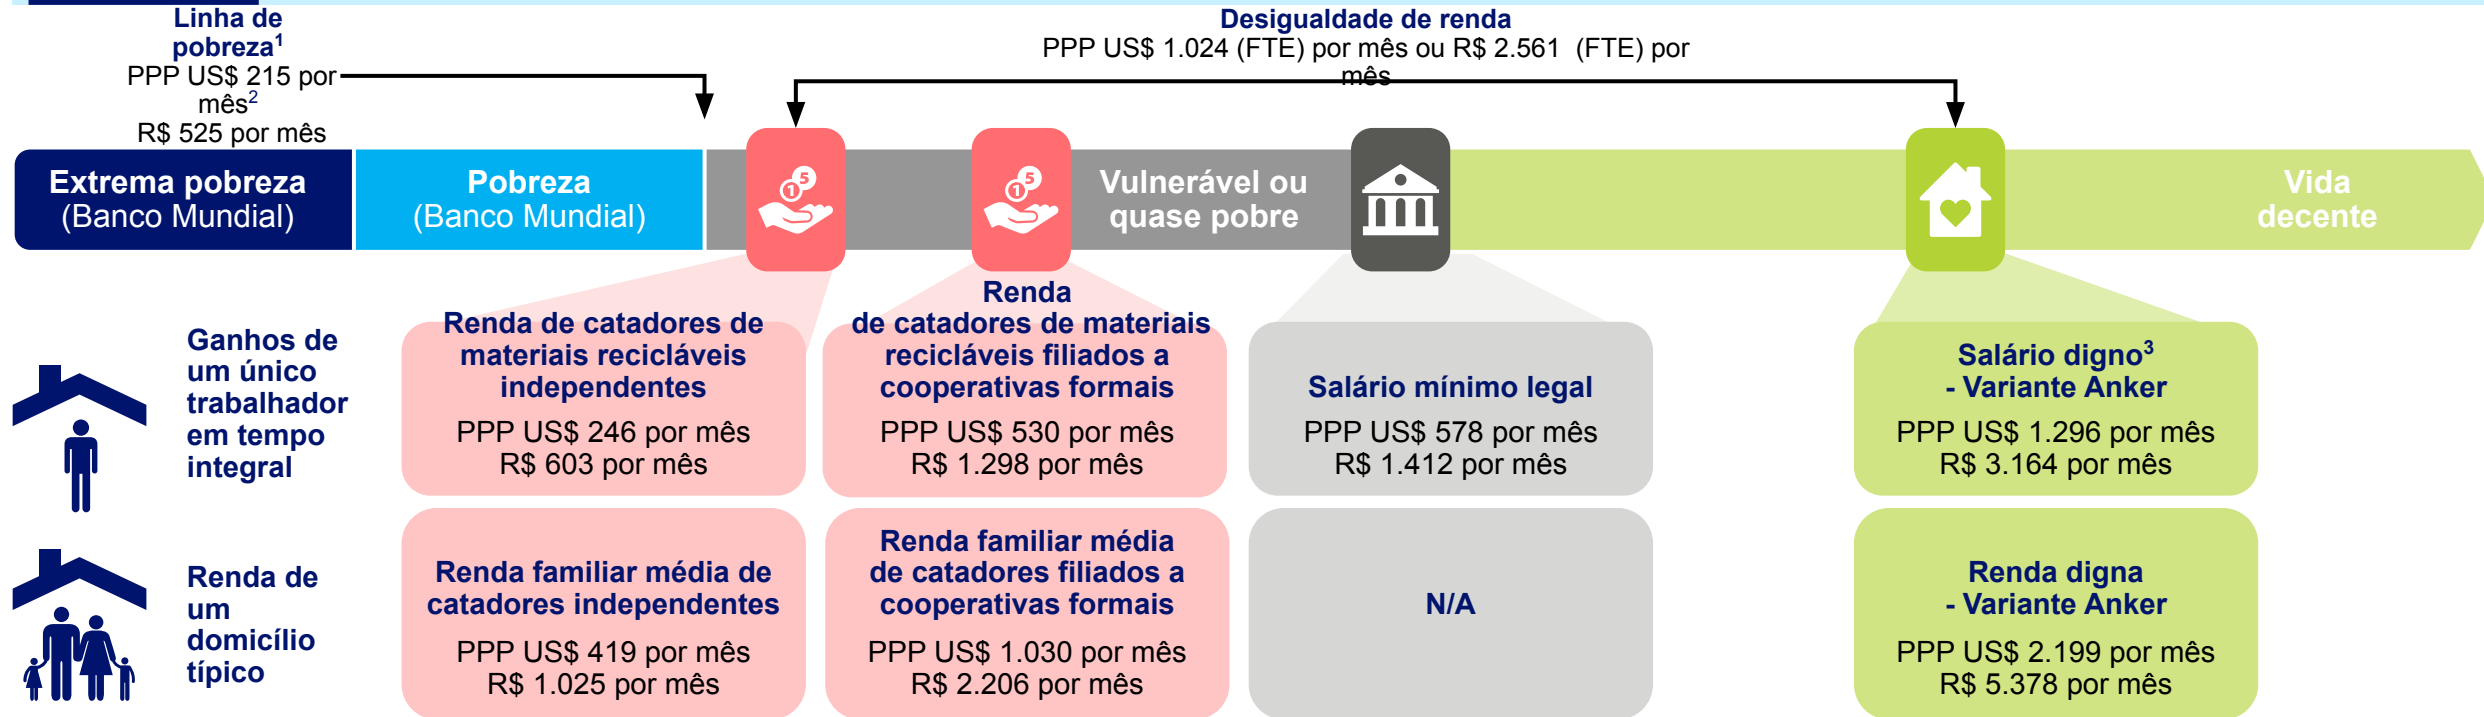 Linha de
pobreza¹
PPP US$ 215 por
mês²
R$ 525 por mês
Desigualdade de renda
PPP US$ 1.024 (FTE) por mês ou R$ 2.561 (FTE) por
mês
Extrema pobreza
(Banco Mundial)
Pobreza
(Banco Mundial)
1 5
1 5
Vulnerável ou
quase pobre
Vida
decente
Ganhos de
um único
trabalhador
em tempo
integral
Renda de catadores de
materiais recicláveis
independentes
PPP US$ 246 por mês
R$ 603 por mês
Renda
de catadores de materiais
recicláveis filiados a
cooperativas formais
PPP US$ 530 por mês
R$ 1.298 por mês
Salário mínimo legal
PPP US$ 578 por mês
R$ 1.412 por mês
Salário digno³
- Variante Anker
PPP US$ 1.296 por mês
R$ 3.164 por mês
Renda de
um
domicílio
típico
Renda familiar média de
catadores independentes
PPP US$ 419 por mês
R$ 1.025 por mês
Renda familiar média
de catadores filiados a
cooperativas formais
PPP US$ 1.030 por mês
R$ 2.206 por mês
N/A
Renda digna
- Variante Anker
PPP US$ 2.199 por mês
R$ 5.378 por mês